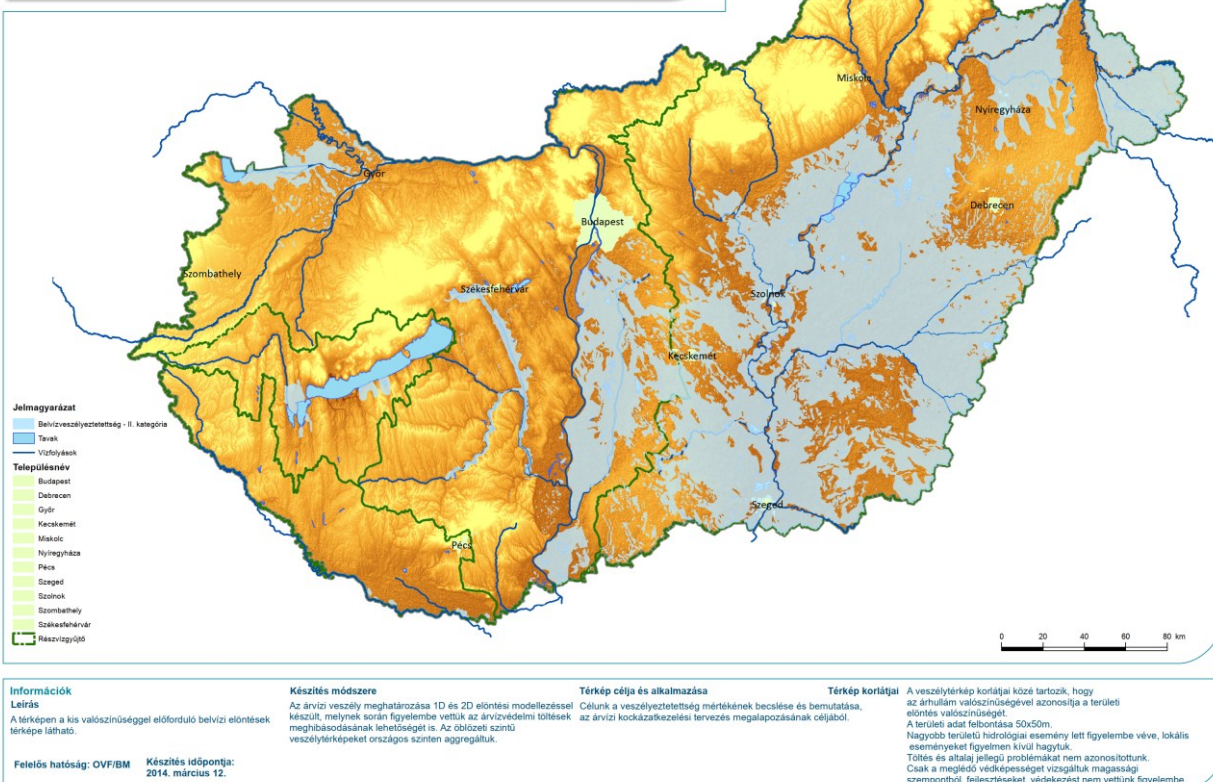 Miskolc
Nyíregyháza
Győr
Debrecen
Budapest
Szombathely
Székesfehérvár
Szolnok
Kecskemét
Szeged
Pécs
Jelmagyarázat
Belvízveszélyeztetettség - II. kategória
Tavak
Vízfolyások
Településnév
Budapest
Debrecen
Győr
Kecskemét
Miskolc
Nyíregyháza
Pécs
Szeged
Szolnok
Szombathely
Székesfehérvár
Részvízgyűjtő
0 20 40 60 80 km
Információk
Leírás
A térképen a kis valószínűséggel előforduló belvízi elöntések
térképe látható.
Felelős hatóság: OVF/BM
Készítés időpontja:
2014. március 12.
Készítés módszere
Az árvízi veszély meghatározása 1D és 2D elöntési modellezéssel
készült, melynek során figyelembe vettük az árvízvédelmi töltések
meghibásodásának lehetőségét is. Az öblözeti szintű
veszélytérképeket országos szinten aggregáltuk.
Térkép célja és alkalmazása
Célunk a veszélyeztetettség mértékének becslése és bemutatása,
az árvízi kockázatkezelési tervezés megalapozásának céljából.
Térkép korlátjai
A veszélytérkép korlátjai közé tartozik, hogy
az árhullám valószínűségével azonosítja a területi
elöntés valószínűségét.
A területi adat felbontása 50x50m.
Nagyobb területű hidrológiai esemény lett figyelembe véve, lokális
eseményeket figyelmen kívül hagytuk.
Töltés és altalaj jellegű problémákat nem azonosítottunk.
Csak a meglédő védképességet vizsgáltuk magassági
szempontból, fejlesztéseket, védekezést nem vettünk figyelembe